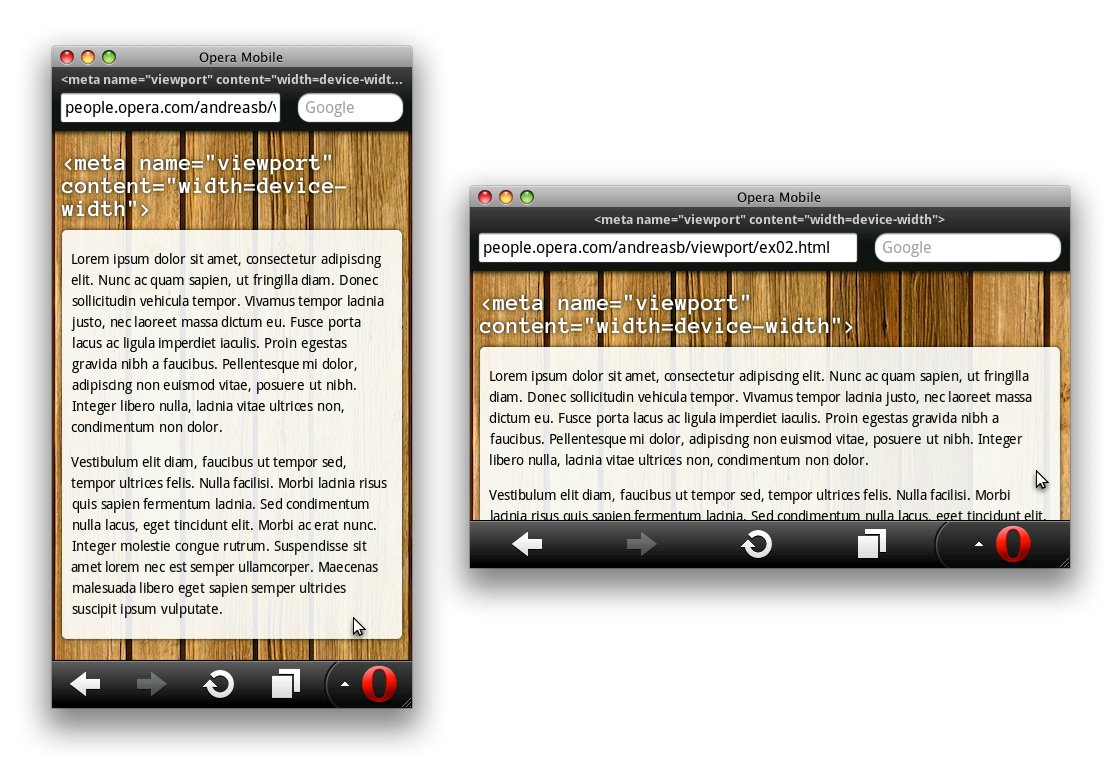 Opera Mobile
<meta name="viewport" content="width=device-widt...
people.opera.com/andreasb/v
Google
<meta name="viewport"
content="width=device-
width">
Lorem ipsum dolor sit amet, consectetur adipiscing
elit. Nunc ac quam sapien, ut fringilla diam. Donec
sollicitudin vehicula tempor. Vivamus tempor lacinia
justo, nec laoreet massa dictum eu. Fusce porta
lacus ac ligula imperdiet iaculis. Proin egestas
gravida nibh a faucibus. Pellentesque mi dolor,
adipiscing non euismod vitae, posuere ut nibh.
Integer libero nulla, lacinia vitae ultrices non,
condimentum non dolor.
Vestibulum elit diam, faucibus ut tempor sed,
tempor ultrices felis. Nulla facilisi. Morbi lacinia risus
quis sapien fermentum lacinia. Sed condimentum
nulla lacus, eget tincidunt elit. Morbi ac erat nunc.
Integer molestie congue rutrum. Suspendisse sit
amet lorem nec est semper ullamcorper. Maecenas
malesuada libero eget sapien semper ultricies
suscipit ipsum vulputate.
Opera Mobile
<meta name="viewport" content="width=device-width">
people.opera.com/andreasb/viewport/ex02.html
Google
<meta name="viewport"
content="width=device-width">
Lorem ipsum dolor sit amet, consectetur adipiscing elit. Nunc ac quam sapien, ut fringilla
diam. Donec sollicitudin vehicula tempor. Vivamus tempor lacinia justo, nec laoreet massa
dictum eu. Fusce porta lacus ac ligula imperdiet iaculis. Proin egestas gravida nibh a
faucibus. Pellentesque mi dolor, adipiscing non euismod vitae, posuere ut nibh. Integer
libero nulla, lacinia vitae ultrices non, condimentum non dolor.
Vestibulum elit diam, faucibus ut tempor sed, tempor ultrices felis. Nulla facilisi. Morbi
lacinia risus quis sapien fermentum lacinia. Sed condimentum nulla lacus, eget tincidunt elit.